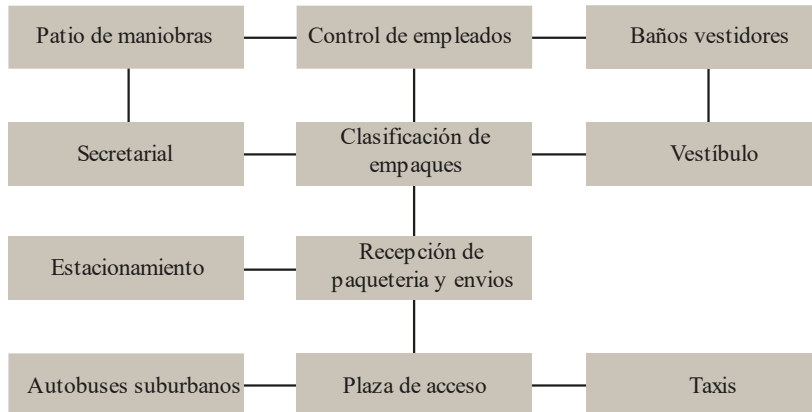 Patio de maniobras
Control de empleados
Baños vestidores
Secretarial
Clasificación de
empaques
Vestíbulo
Estacionamiento
Recepción de
paqueteria y envios
Autobuses suburbanos
Plaza de acceso
Taxis